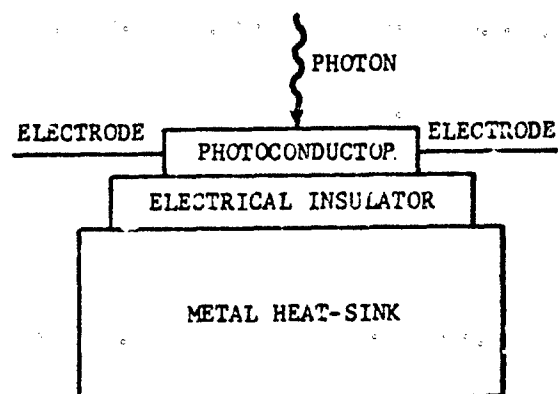 PHOTON
ELECTRODE
ELECTRODE
PHOTOCONDUCTOR
ELECTRICAL INSULATOR
METAL HEAT-SINK